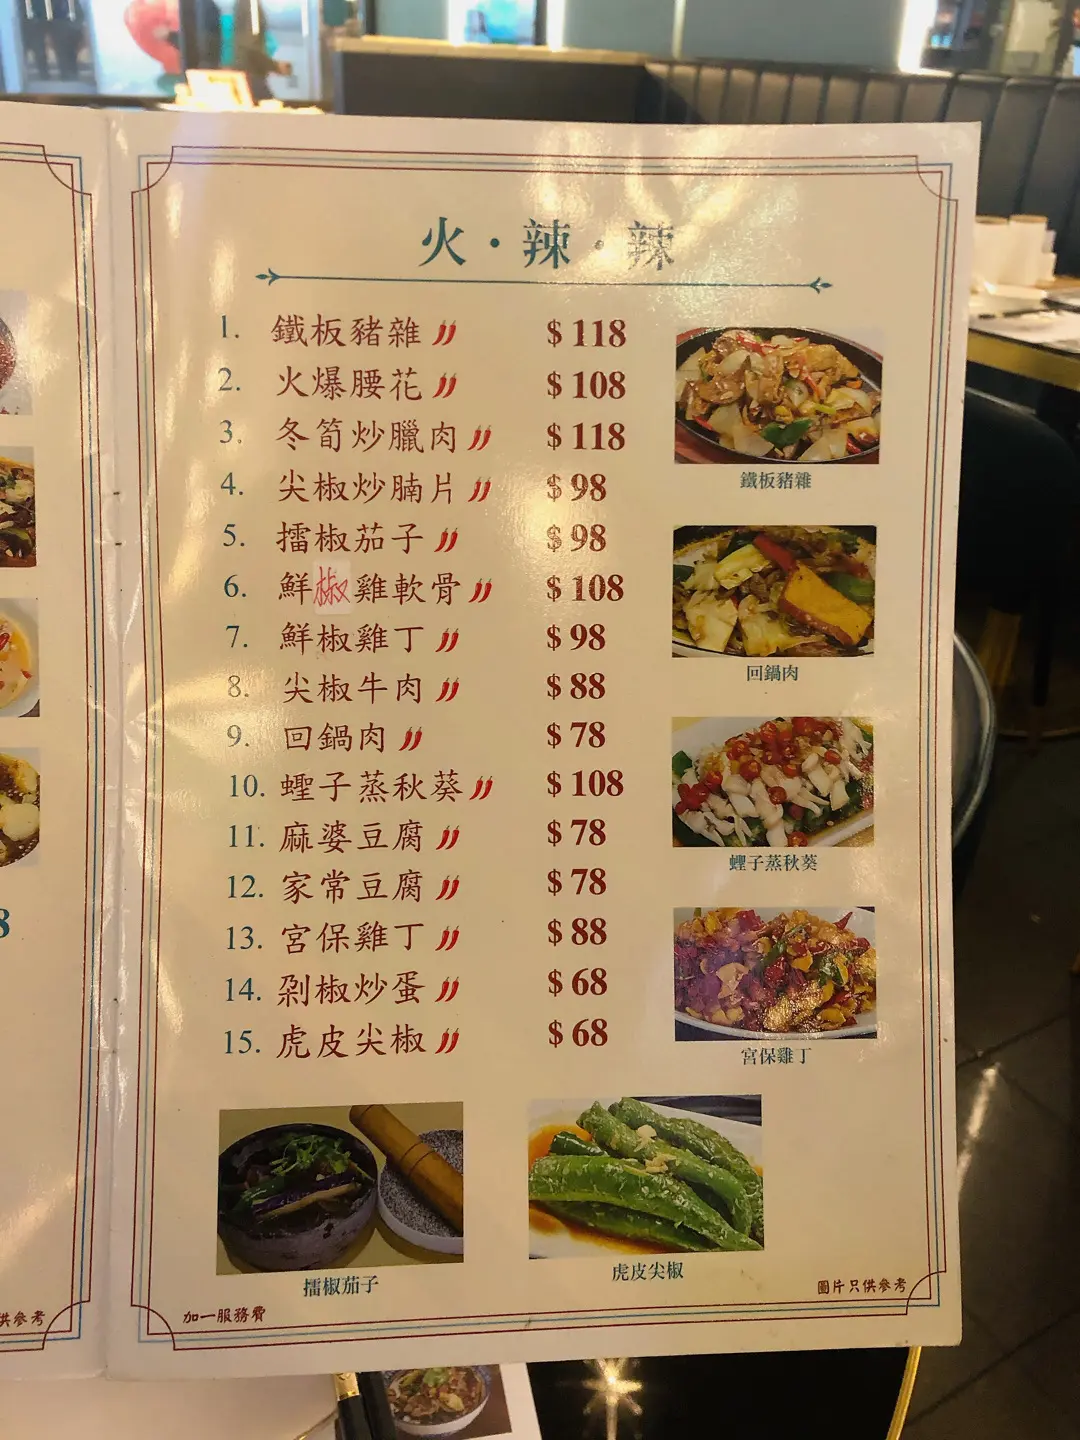 火·辣·辣
1. 鐵板豬雜 $118
2. 火爆腰花 $108
3. 冬筍炒臘肉 $118
4. 尖椒炒腩片 $98
5. 擂椒茄子 $98
6. 鮮椒雞軟骨 $108
7. 鮮椒雞丁 $98
8. 尖椒牛肉 $88
9. 回鍋肉 $78
10. 蟶子蒸秋葵 $108
11. 麻婆豆腐 $78
12. 家常豆腐 $78
13. 宮保雞丁 $88
14. 剁椒炒蛋 $68
15. 虎皮尖椒 $68
鐵板豬雜
回鍋肉
蟶子蒸秋葵
宮保雞丁
擂椒茄子
虎皮尖椒
加一服務費
圖片只供參考
8
供參考